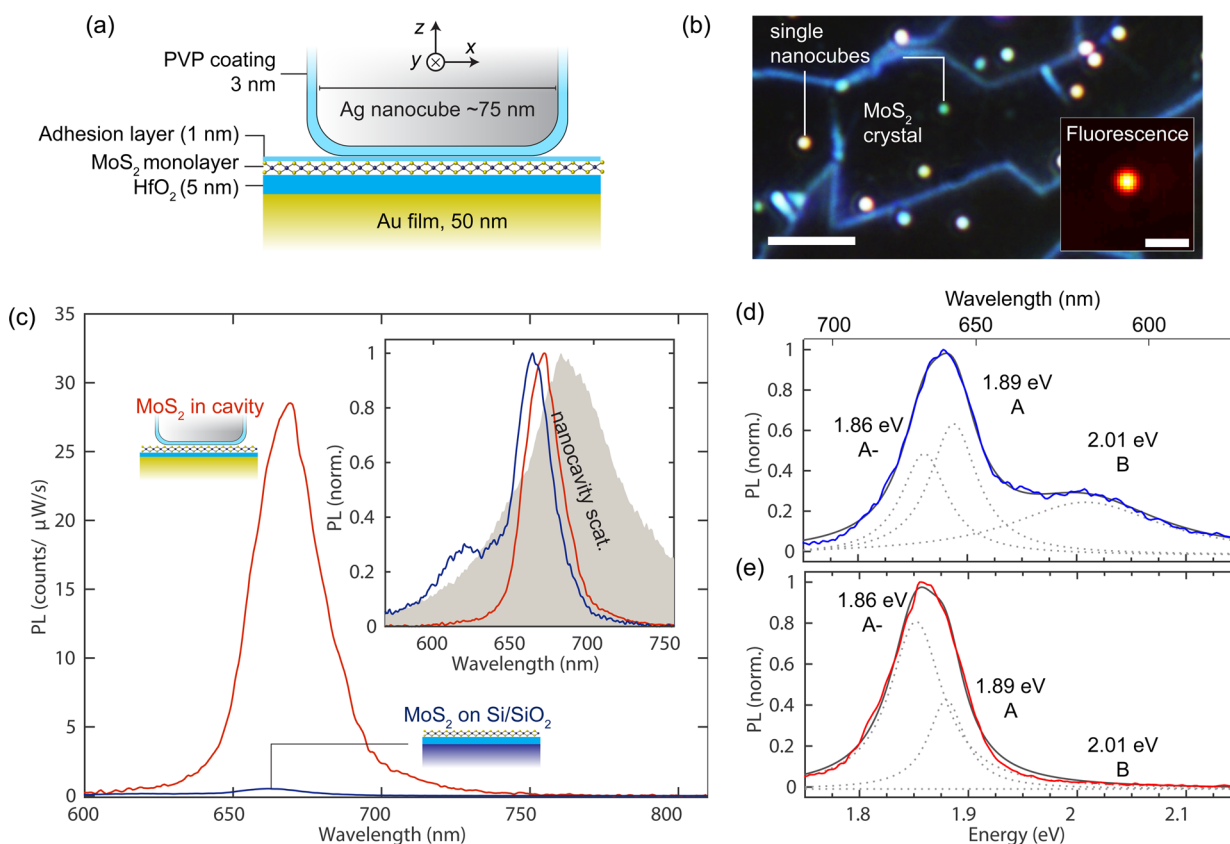 (a)
z
y
x
PVP coating
3 nm
Ag nanocube ~75 nm
Adhesion layer (1 nm)
MoS₂ monolayer
HfO₂ (5 nm)
Au film, 50 nm
(b)
single
nanocubes
MoS₂
crystal
Fluorescence
(c)
35
30
25
20
15
10
5
0
PL (counts/ μW/s)
600
650
700
750
800
Wavelength (nm)
MoS₂ in cavity
MoS₂ on Si/SiO₂
1
0.8
0.6
0.4
0.2
0
PL (norm.)
nanocavity scat.
600
650
700
750
Wavelength (nm)
(d)
Wavelength (nm)
700
650
600
1
0.8
0.6
0.4
0.2
0
PL (norm.)
1.86 eV
A-
1.89 eV
A
2.01 eV
B
(e)
1
0.8
0.6
0.4
0.2
0
PL (norm.)
1.86 eV
A-
1.89 eV
A
2.01 eV
B
1.8
1.9
2
2.1
Energy (eV)